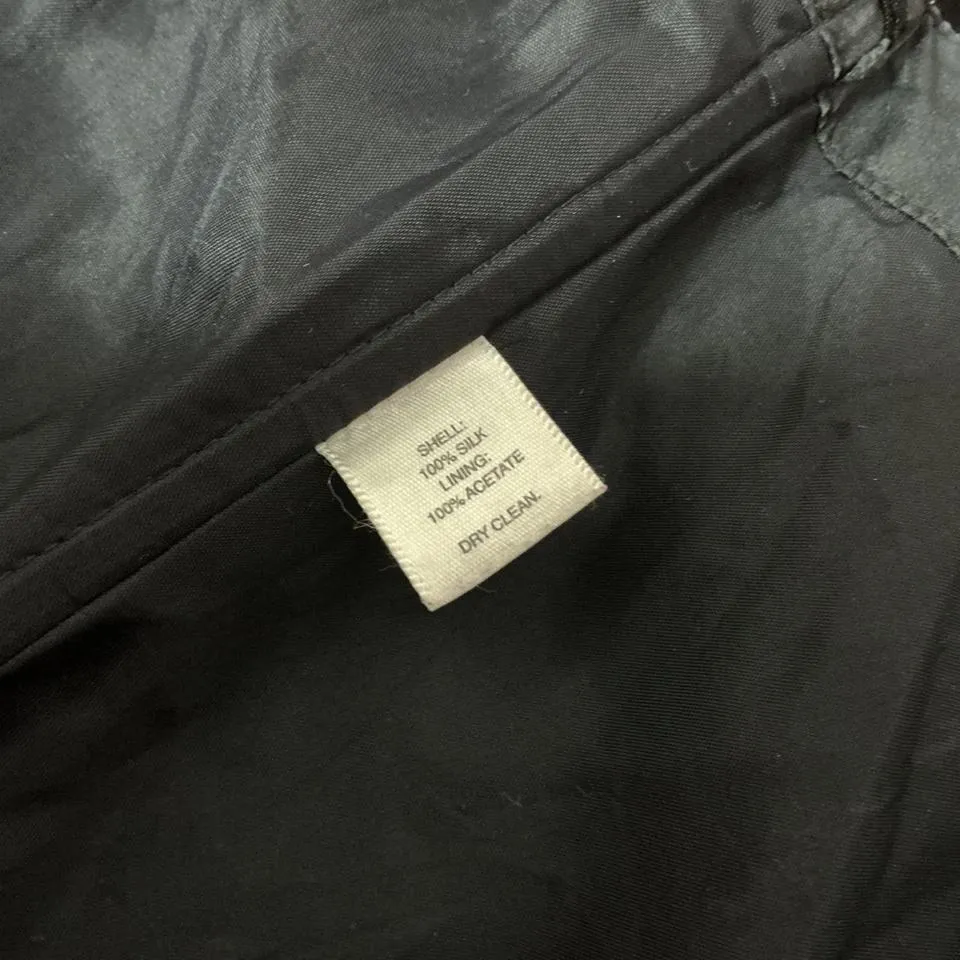 SHELL:
100% SILK
LINING:
100% ACETATE
DRY CLEAN.